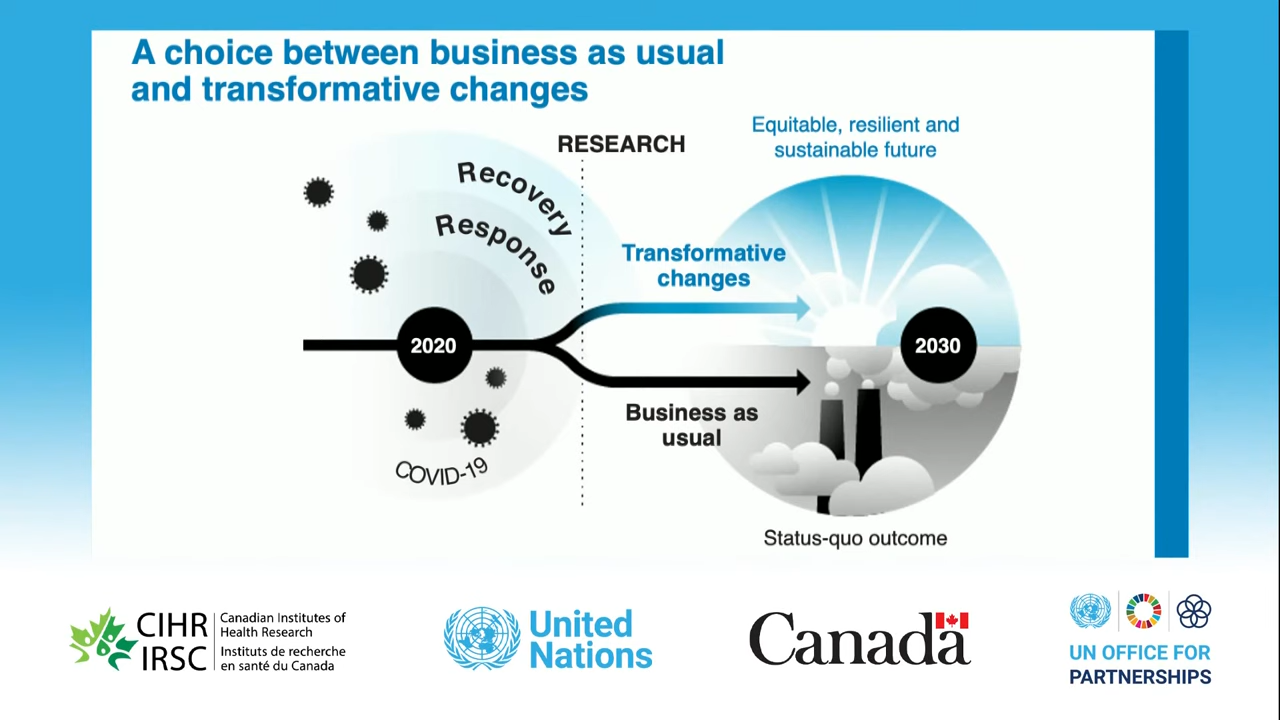 A choice between business as usual
and transformative changes
RESEARCH
Equitable, resilient and
sustainable future
Recovery
Response
Transformative
changes
2020
2030
Business as
usual
COVID-19
Status-quo outcome
CIHR
IRSC
Canadian Institutes of
Health Research
Instituts de recherche
en santé du Canada
United
Nations
Canada
UN OFFICE FOR
PARTNERSHIPS